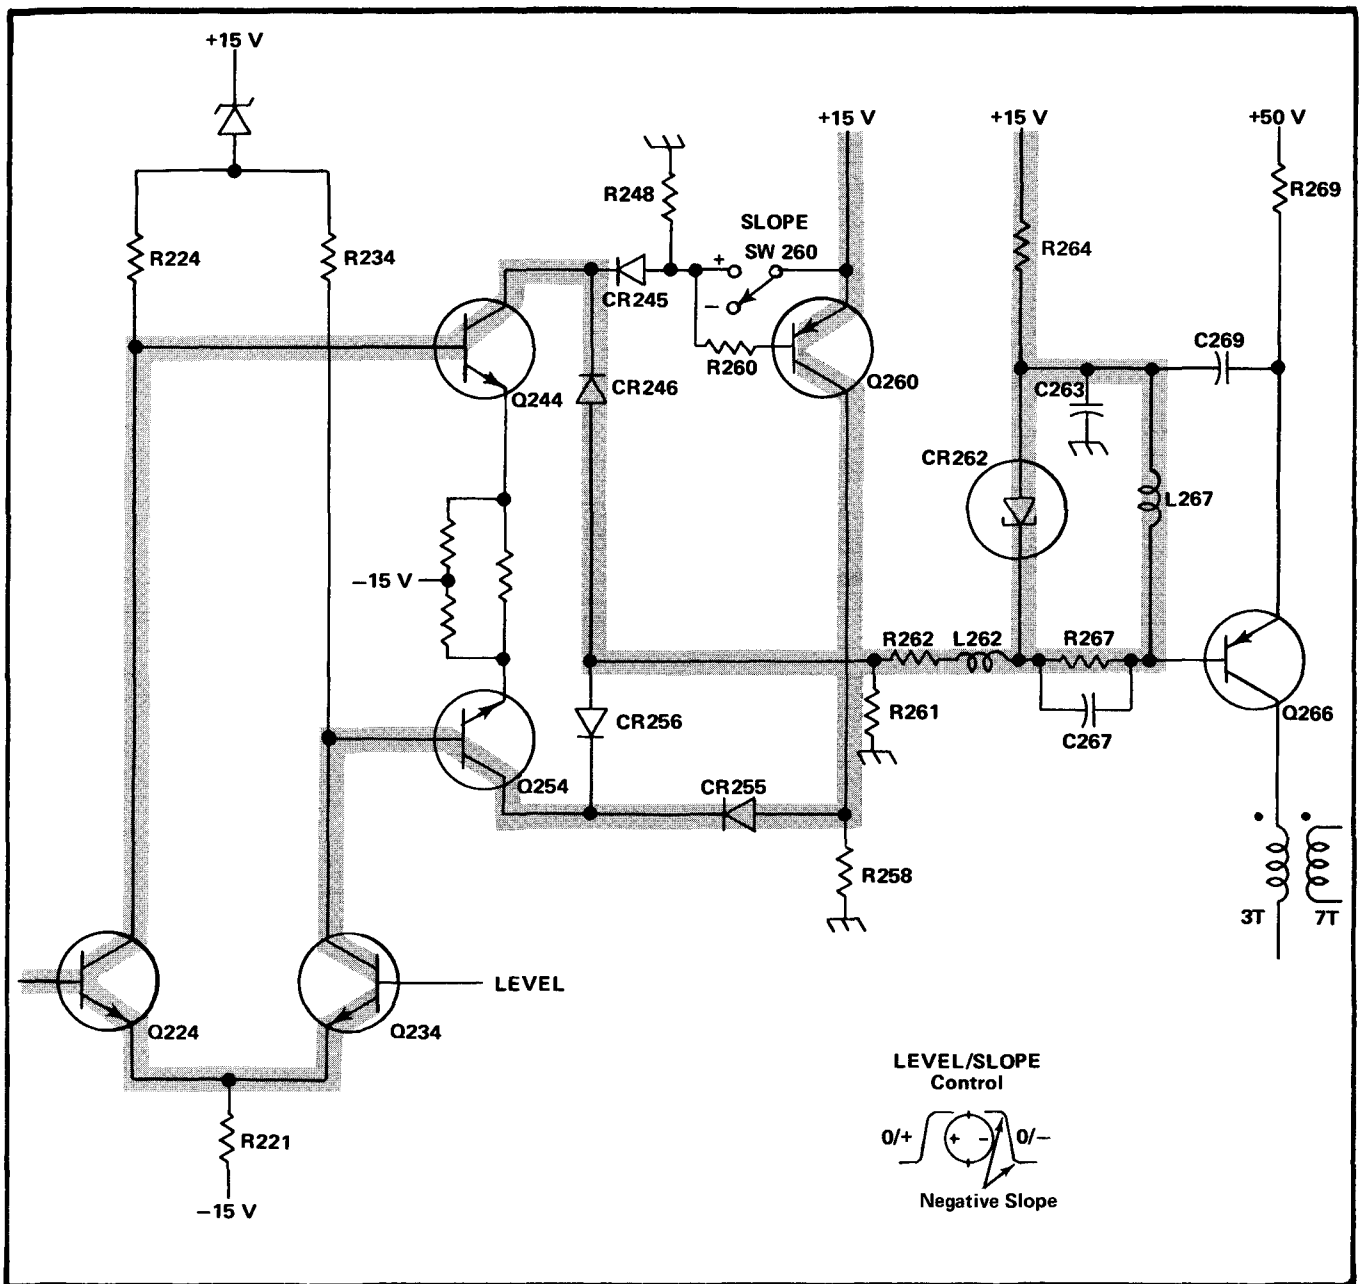 +15 V
+15 V
+15 V
+50 V
R248
R269
SLOPE
SW 260
R224
R234
R264
+
CR245
−
C269
R260
Q260
CR246
C263
Q244
CR262
L267
−15 V
R262
L262
R267
R261
CR256
C267
Q266
Q254
CR255
R258
3T
7T
LEVEL
Q224
Q234
LEVEL/SLOPE
Control
0/+
+
−
0/−
R221
Negative Slope
−15 V